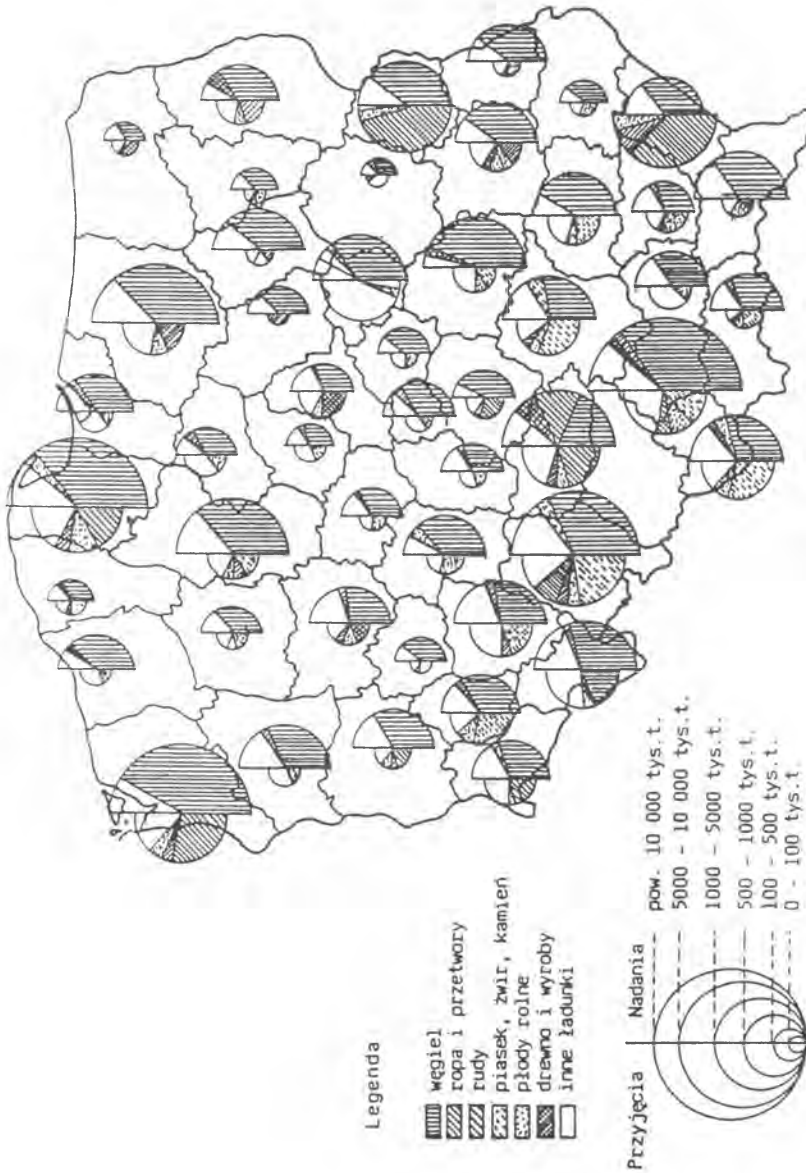 Legenda
węgiel
ropa i przetwory
rudy
piasek, żwir, kamień
płody rolne
drewno i wyroby
inne ładunki
Przyjęcia Nadania
pow. 10 000 tys.t.
5000 - 10 000 tys.t.
1000 - 5000 tys.t.
500 - 1000 tys.t.
100 - 500 tys.t.
0 - 100 tys.t.